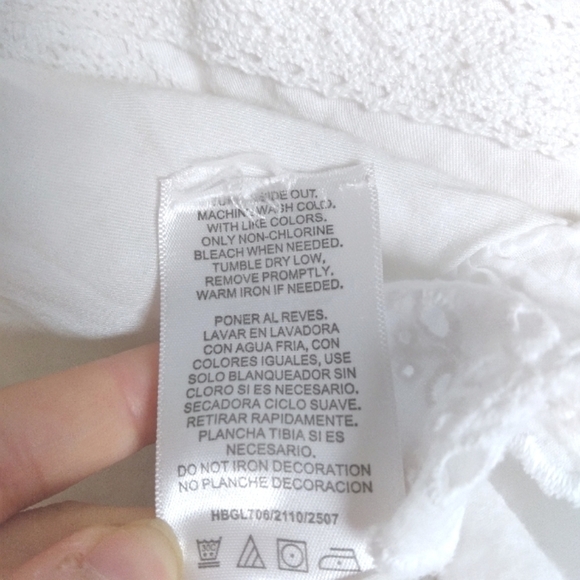 TURN INSIDE OUT.
MACHINE WASH COLD.
WITH LIKE COLORS.
ONLY NON-CHLORINE
BLEACH WHEN NEEDED.
TUMBLE DRY LOW,
REMOVE PROMPTLY.
WARM IRON IF NEEDED.
PONER AL REVES.
LAVAR EN LAVADORA
CON AGUA FRIA, CON
COLORES IGUALES, USE
SOLO BLANQUEADOR SIN
CLORO SI ES NECESARIO.
SECADORA CICLO SUAVE.
RETIRAR RAPIDAMENTE.
PLANCHA TIBIA SI ES
NECESARIO.
DO NOT IRON DECORATION
NO PLANCHE DECORACION
HBGL706/2110/2507